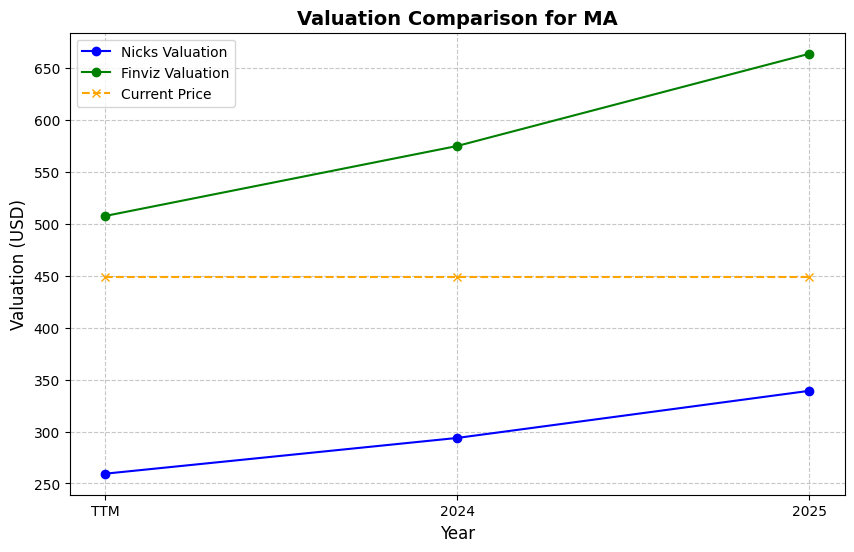 Valuation Comparison for MA
Nicks Valuation
Finviz Valuation
Current Price
Valuation (USD)
650
600
550
500
450
400
350
300
250
TTM 2024 2025
Year